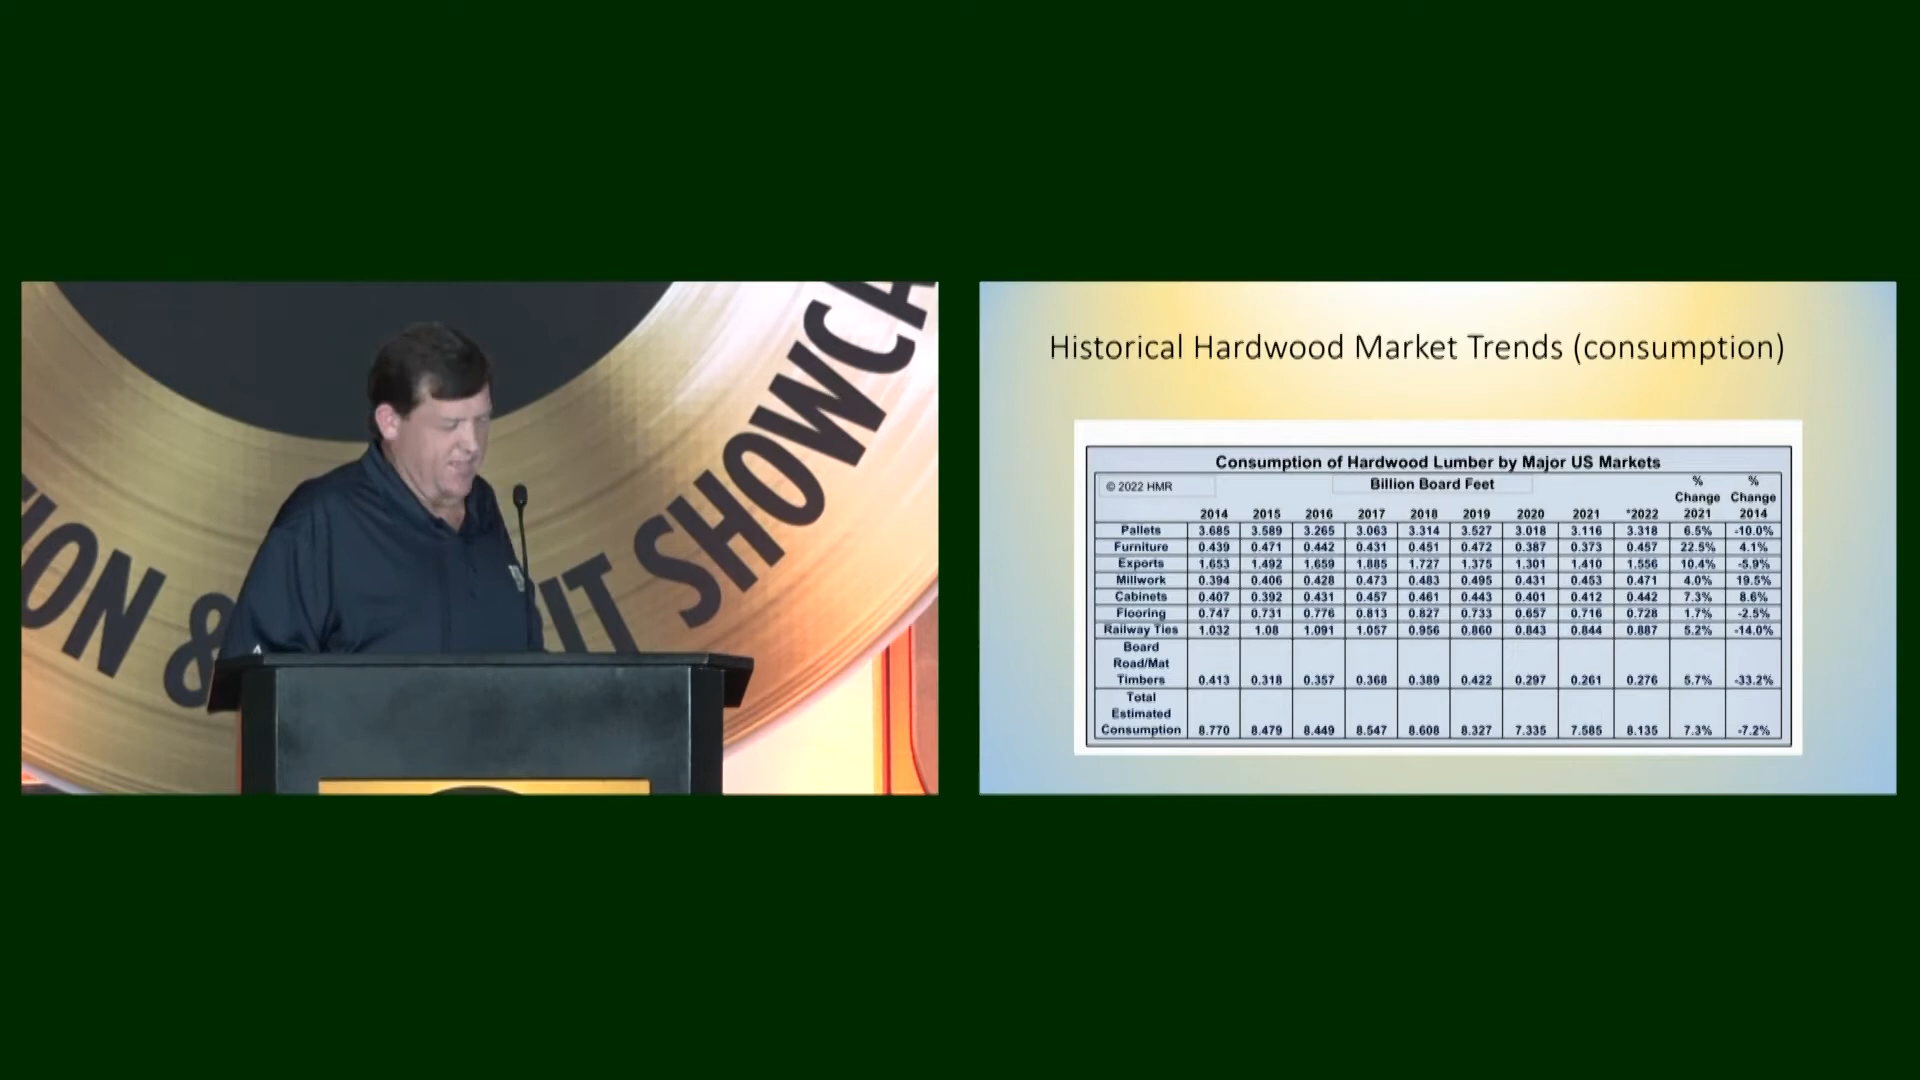 TION & 
IT SHOWC
Historical Hardwood Market Trends (consumption)
Consumption of Hardwood Lumber by Major US Markets
© 2022 HMR Billion Board Feet % Change 2021 % Change 2014
2014 2015 2016 2017 2018 2019 2020 2021 *2022
Pallets 3.685 3.589 3.265 3.063 3.314 3.527 3.018 3.116 3.318 6.5% -10.0%
Furniture 0.439 0.471 0.442 0.431 0.451 0.472 0.387 0.373 0.457 22.5% 4.1%
Exports 1.653 1.492 1.659 1.885 1.727 1.375 1.301 1.410 1.556 10.4% -5.9%
Millwork 0.394 0.406 0.428 0.473 0.483 0.495 0.431 0.453 0.471 4.0% 19.5%
Cabinets 0.407 0.392 0.431 0.457 0.461 0.443 0.401 0.412 0.442 7.3% 8.6%
Flooring 0.747 0.731 0.776 0.813 0.827 0.733 0.657 0.716 0.728 1.7% -2.5%
Railway Ties 1.032 1.08 1.091 1.057 0.956 0.860 0.843 0.844 0.887 5.2% -14.0%
Board
Road/Mat
Timbers 0.413 0.318 0.357 0.368 0.389 0.422 0.297 0.261 0.276 5.7% -33.2%
Total
Estimated
Consumption 8.770 8.479 8.449 8.547 8.608 8.327 7.335 7.585 8.135 7.3% -7.2%